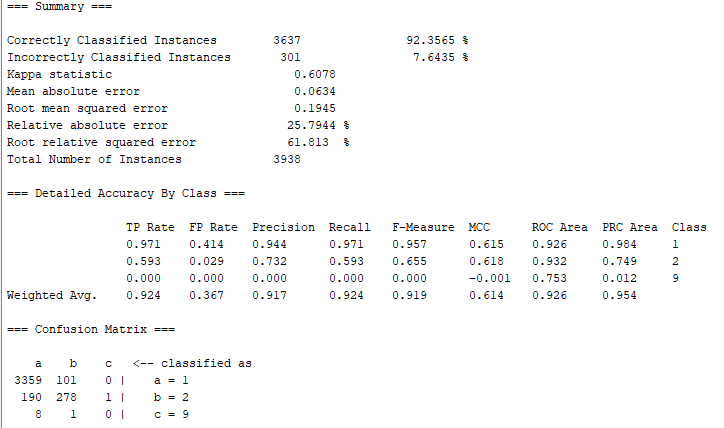 === Summary ===
Correctly Classified Instances 3637 92.3565 %
Incorrectly Classified Instances 301 7.6435 %
Kappa statistic 0.6078
Mean absolute error 0.0634
Root mean squared error 0.1945
Relative absolute error 25.7944 %
Root relative squared error 61.813 %
Total Number of Instances 3938
=== Detailed Accuracy By Class ===
TP Rate FP Rate Precision Recall F-Measure MCC ROC Area PRC Area Class
0.971 0.414 0.944 0.971 0.957 0.615 0.926 0.984 1
0.593 0.029 0.732 0.593 0.655 0.618 0.932 0.749 2
0.000 0.000 0.000 0.000 0.000 -0.001 0.753 0.012 9
Weighted Avg. 0.924 0.367 0.917 0.924 0.919 0.614 0.926 0.954
=== Confusion Matrix ===
a b c <-- classified as
3359 101 0 | a = 1
190 278 1 | b = 2
8 1 0 | c = 9